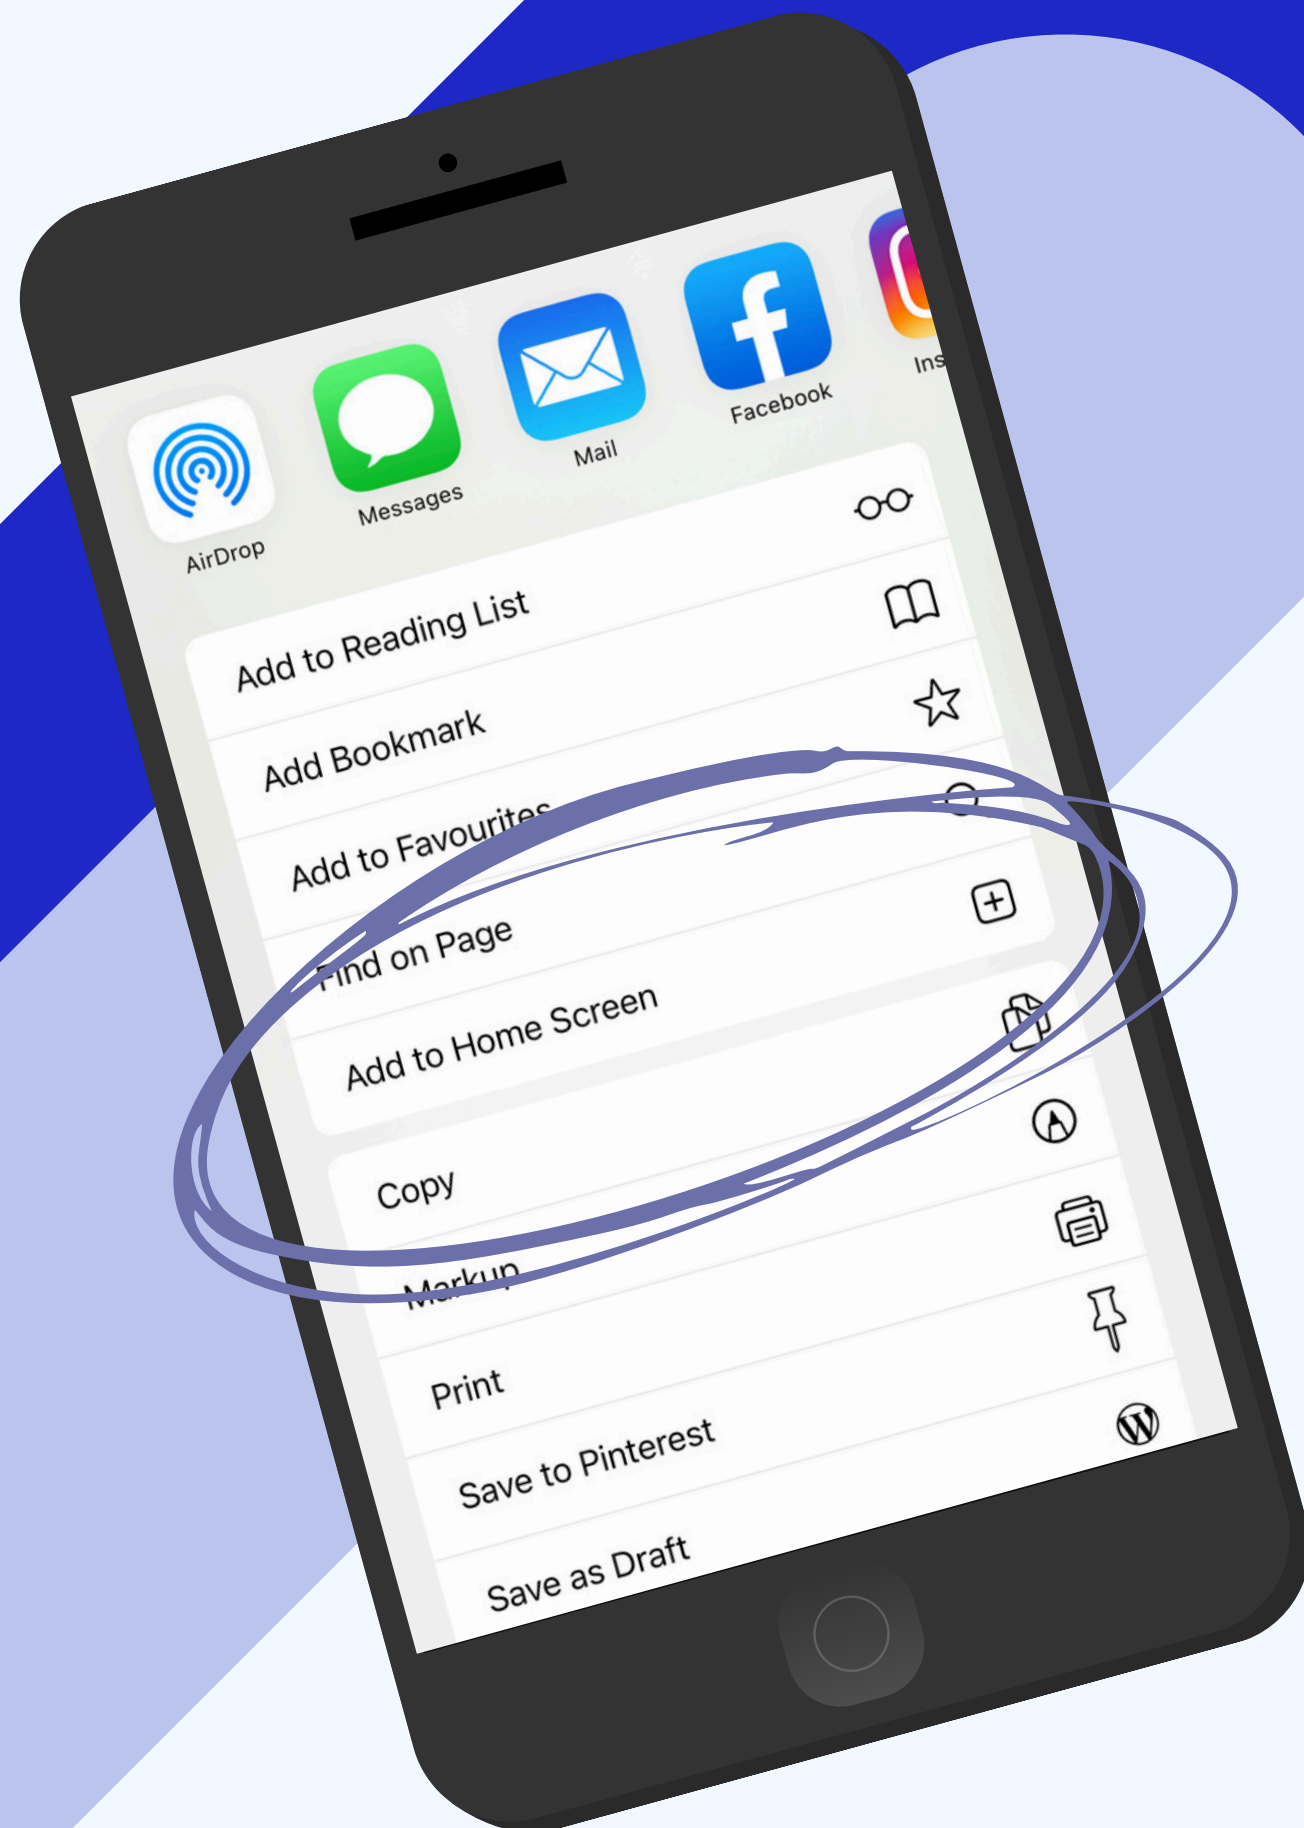 AirDrop
Messages
Mail
Facebook
Ins
Add to Reading List
Add Bookmark
Add to Favourites
Find on Page
Add to Home Screen
Copy
Markup
Print
Save to Pinterest
Save as Draft